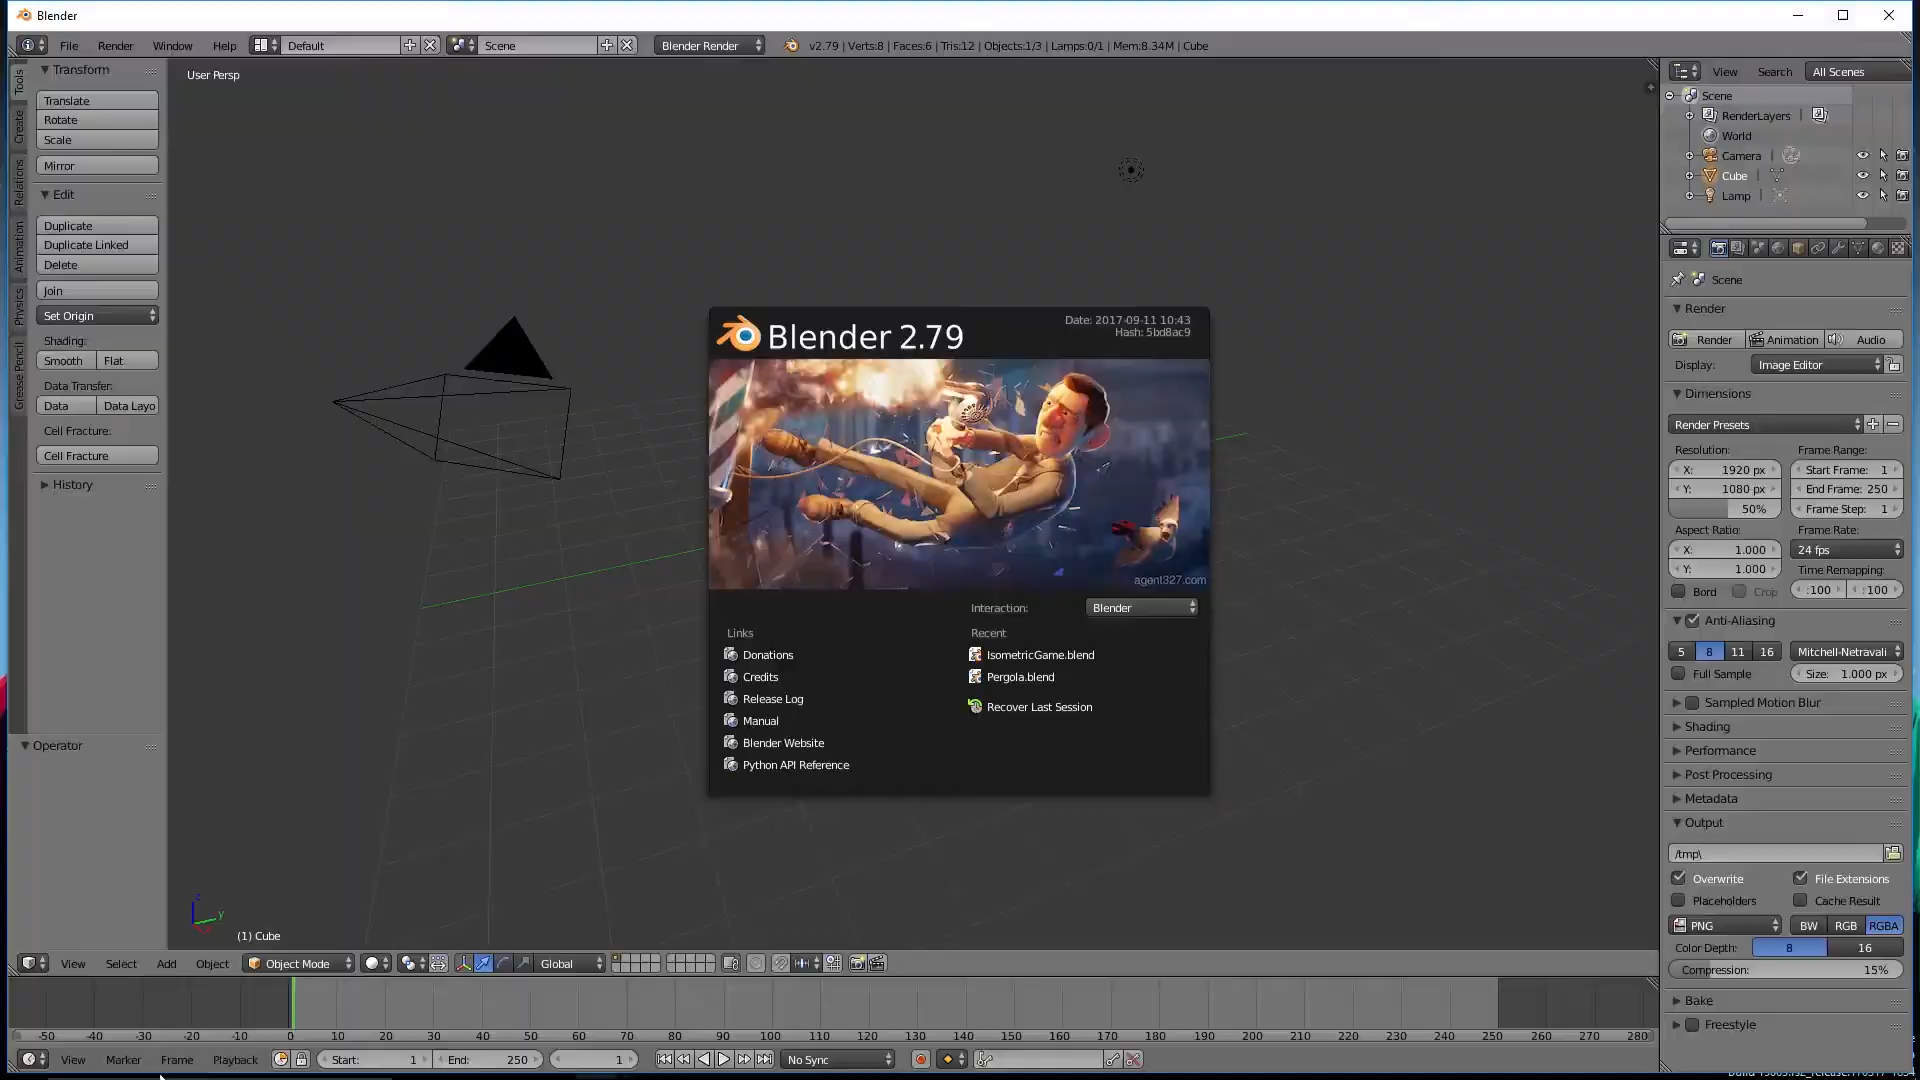 Blender
File Render Window Help Default Scene Blender Render v2.79 | Verts:8 | Faces:6 | Tris:12 | Objects:1/3 | Lamps:0/1 | Mem:8.34M | Cube
Tools
Create
Relations
Animation
Physics
Grease Pencil
Transform
Translate
Rotate
Scale
Mirror
Edit
Duplicate
Duplicate Linked
Delete
Join
Set Origin
Shading:
Smooth Flat
Data Transfer:
Data Data Layo
Cell Fracture:
Cell Fracture
History
Operator
User Persp
Blender 2.79
Date: 2017-09-11 10:43
Hash: 5bd8ac9
agent327.com
Interaction: Blender
Links
Donations
Credits
Release Log
Manual
Blender Website
Python API Reference
Recent
IsometricGame.blend
Pergola.blend
Recover Last Session
z
y
(1) Cube
View Select Add Object Object Mode Global
-50 -40 -30 -20 -10 0 10 20 30 40 50 60 70 80 90 100 110 120 130 140 150 160 170 180 190 200 210 220 230 240 250 260 270 280
View Marker Frame Playback Start: 1 End: 250 1 No Sync
View Search All Scenes
Scene
RenderLayers
World
Camera
Cube
Lamp
Scene
Render
Render Animation Audio
Display: Image Editor
Dimensions
Render Presets
Resolution: Frame Range:
X: 1920 px Start Frame: 1
Y: 1080 px End Frame: 250
50% Frame Step: 1
Aspect Ratio: Frame Rate:
X: 1.000 24 fps
Y: 1.000 Time Remapping:
Bord Crop :100 :100
Anti-Aliasing
5 8 11 16 Mitchell-Netravali
Full Sample Size: 1.000 px
Sampled Motion Blur
Shading
Performance
Post Processing
Metadata
Output
/tmp\
Overwrite File Extensions
Placeholders Cache Result
PNG BW RGB RGBA
Color Depth: 8 16
Compression: 15%
Bake
Freestyle